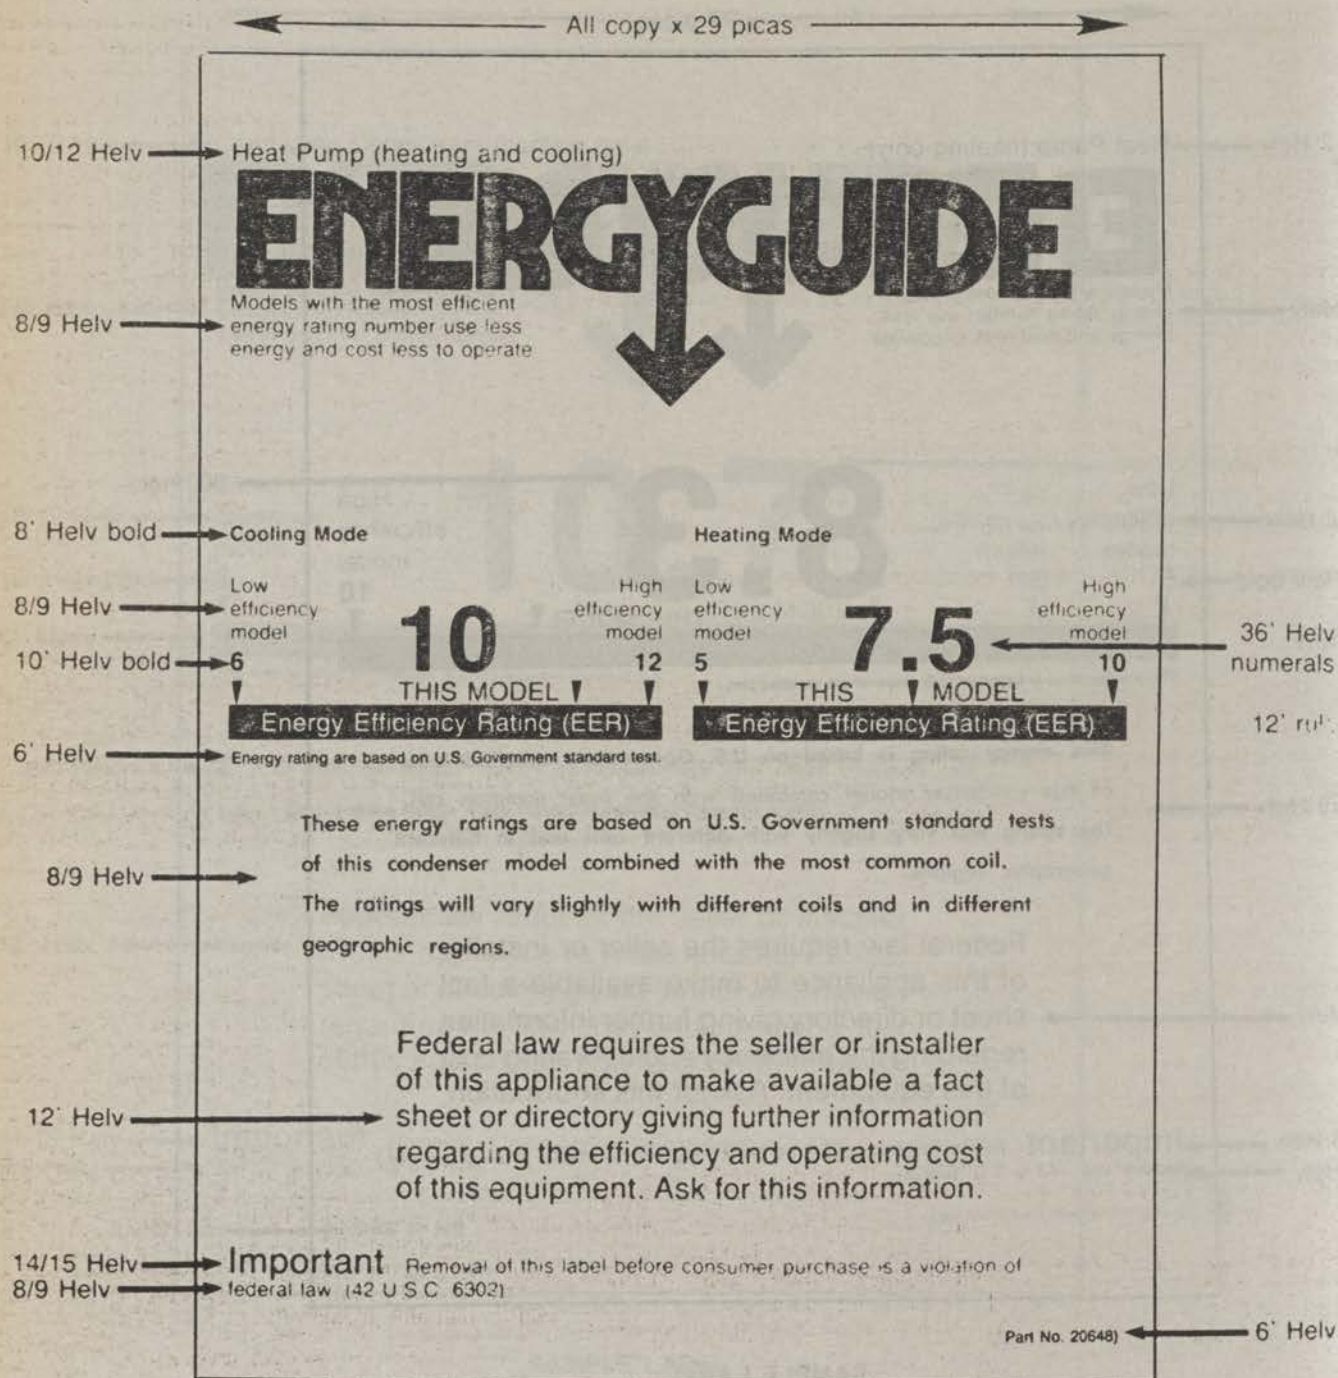 All copy x 29 picas
10/12 Helv
Heat Pump (heating and cooling)
ENERGYGUIDE
8/9 Helv
Models with the most efficient
energy rating number use less
energy and cost less to operate
8' Helv bold
Cooling Mode
Heating Mode
8/9 Helv
Low
efficiency
model
10
High
efficiency
model
Low
efficiency
model
7.5
High
efficiency
model
36' Helv
numerals
10' Helv bold
6
12
5
10
THIS MODEL
THIS MODEL
Energy Efficiency Rating (EER)
Energy Efficiency Rating (EER)
12'
6' Helv
Energy rating are based on U.S. Government standard test.
8/9 Helv
These energy ratings are based on U.S. Government standard tests
of this condenser model combined with the most common coil.
The ratings will vary slightly with different coils and in different
geographic regions.
12' Helv
Federal law requires the seller or installer
of this appliance to make available a fact
sheet or directory giving further information
regarding the efficiency and operating cost
of this equipment. Ask for this information.
14/15 Helv
Important Removal of this label before consumer purchase is a violation of
8/9 Helv
federal law (42 U S C 6302)
Part No. 20648)
6' Helv